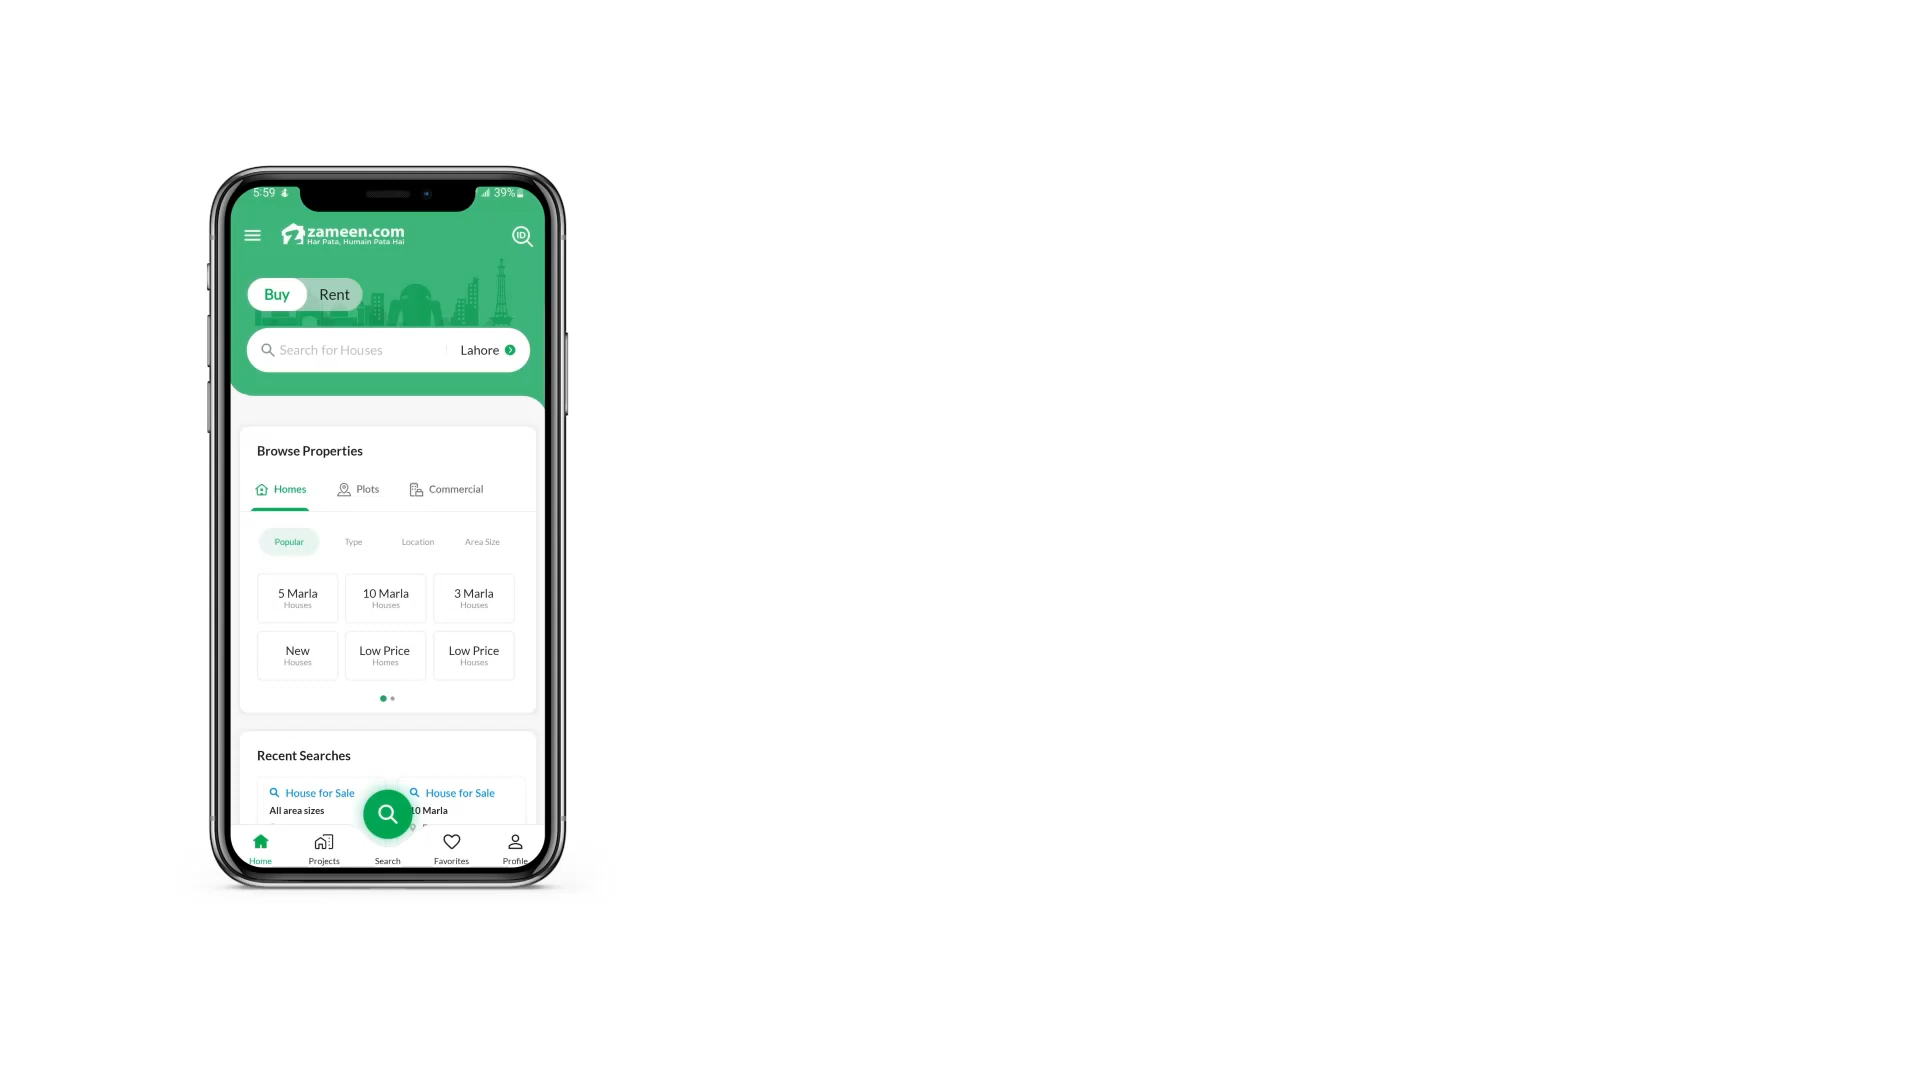 5:59
39%
zameen.com
Har Pata, Humain Pata Hai
ID
Buy Rent
Search for Houses Lahore
Browse Properties
Homes Plots Commercial
Popular Type Location Area Size
5 Marla 10 Marla 3 Marla
Houses Houses Houses
New Low Price Low Price
Houses Homes Houses
Recent Searches
House for Sale House for Sale
All area sizes 10 Marla
Home Projects Search Favorites Profile